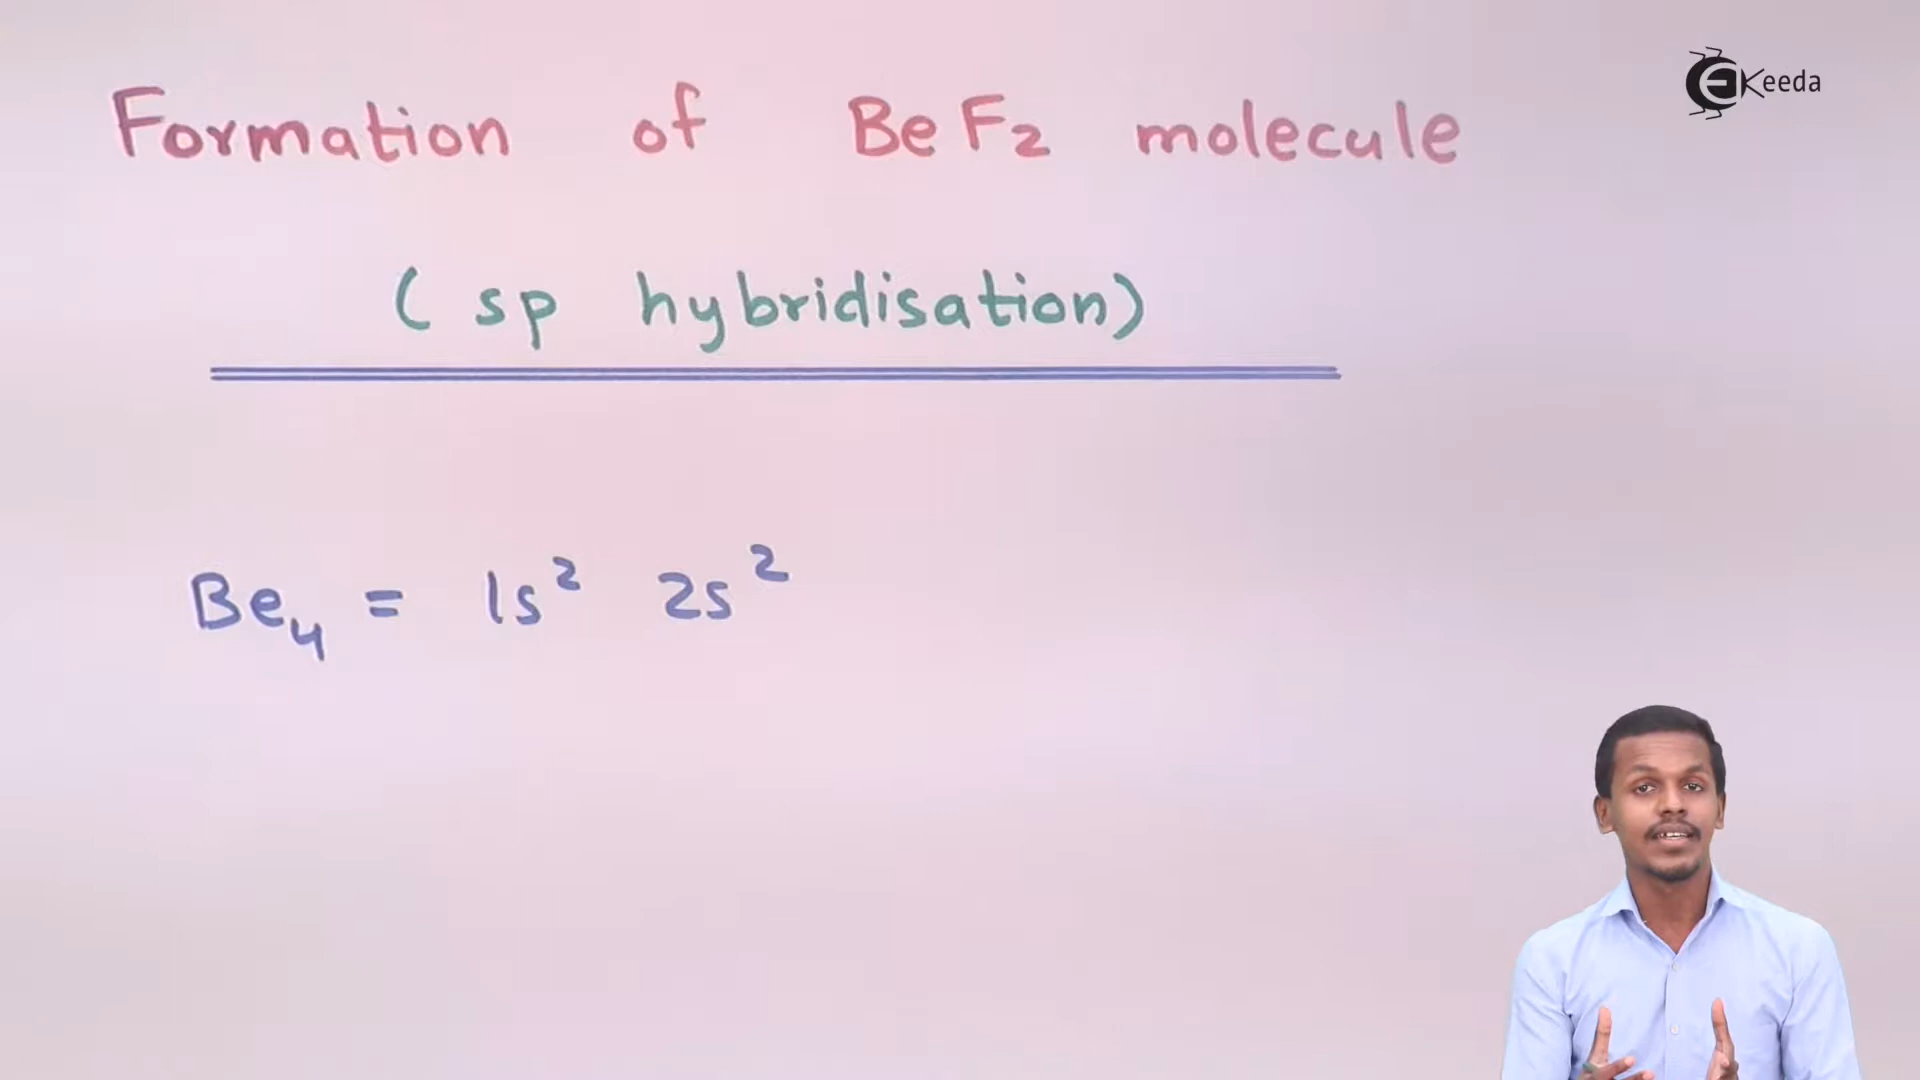 EKeeda
Formation of BeF₂ molecule
( sp hybridisation)
Be₄ = 1s² 2s²